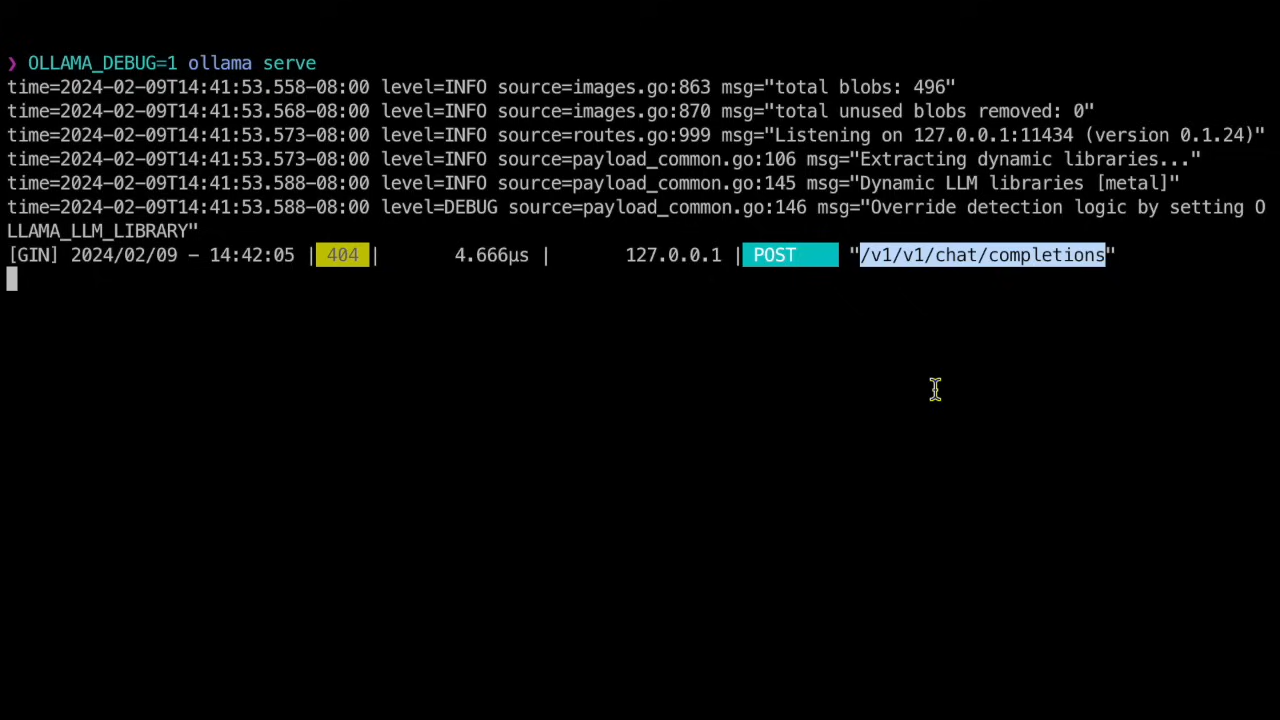 ❯ OLLAMA_DEBUG=1 ollama serve
time=2024-02-09T14:41:53.558-08:00 level=INFO source=images.go:863 msg="total blobs: 496"
time=2024-02-09T14:41:53.568-08:00 level=INFO source=images.go:870 msg="total unused blobs removed: 0"
time=2024-02-09T14:41:53.573-08:00 level=INFO source=routes.go:999 msg="Listening on 127.0.0.1:11434 (version 0.1.24)"
time=2024-02-09T14:41:53.573-08:00 level=INFO source=payload_common.go:106 msg="Extracting dynamic libraries..."
time=2024-02-09T14:41:53.588-08:00 level=INFO source=payload_common.go:145 msg="Dynamic LLM libraries [metal]"
time=2024-02-09T14:41:53.588-08:00 level=DEBUG source=payload_common.go:146 msg="Override detection logic by setting O
LLAMA_LLM_LIBRARY"
[GIN] 2024/02/09 - 14:42:05 | 404 | 4.666µs | 127.0.0.1 | POST "/v1/v1/chat/completions"